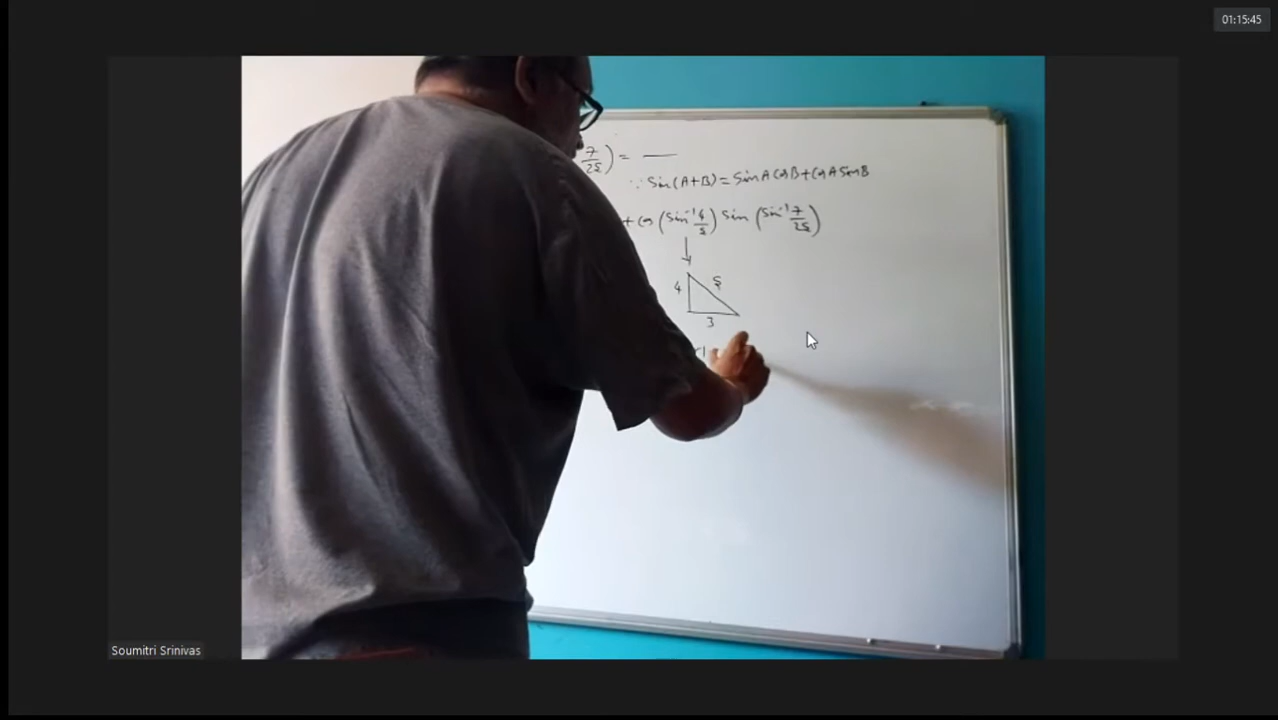 01:15:45
7/25) = —
∵ Sin(A+B) = SinA CosB + CosA SinB
+ Cos (Sin⁻¹ 4/5) Sin (Sin⁻¹ 7/25)
4 5
3
Soumitri Srinivas